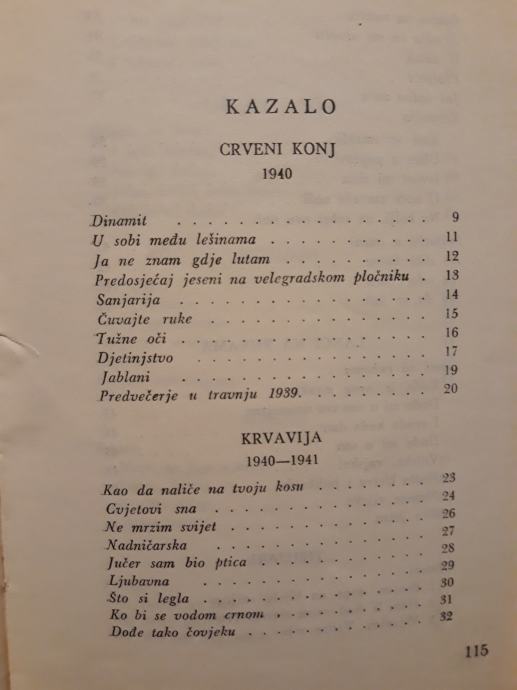 KAZALO
CRVENI KONJ
1940
Dinamit . . . . . . . . . . . . . 9
U sobi među lešinama . . . . . . . . . 11
Ja ne znam gdje lutam . . . . . . . . 12
Predosjećaj jeseni na velegradskom pločniku . 13
Sanjarija . . . . . . . . . . . . . 14
Čuvajte ruke . . . . . . . . . . . . 15
Tužne oči . . . . . . . . . . . . . 16
Djetinjstvo . . . . . . . . . . . . 17
Jablani . . . . . . . . . . . . . 19
Predvečerje u travnju 1939. . . . . . . . 20
KRVAVIJA
1940—1941
Kao da naliče na tvoju kosu . . . . . . 23
Cvjetovi sna . . . . . . . . . . . 24
Ne mrzim svijet . . . . . . . . . . 26
Nadničarska . . . . . . . . . . . 27
Jučer sam bio ptica . . . . . . . . . 28
Ljubavna . . . . . . . . . . . . 29
Što si legla . . . . . . . . . . . 30
Ko bi se vodom crnom . . . . . . . . 31
Dođe tako čovjeku . . . . . . . . . 32
115